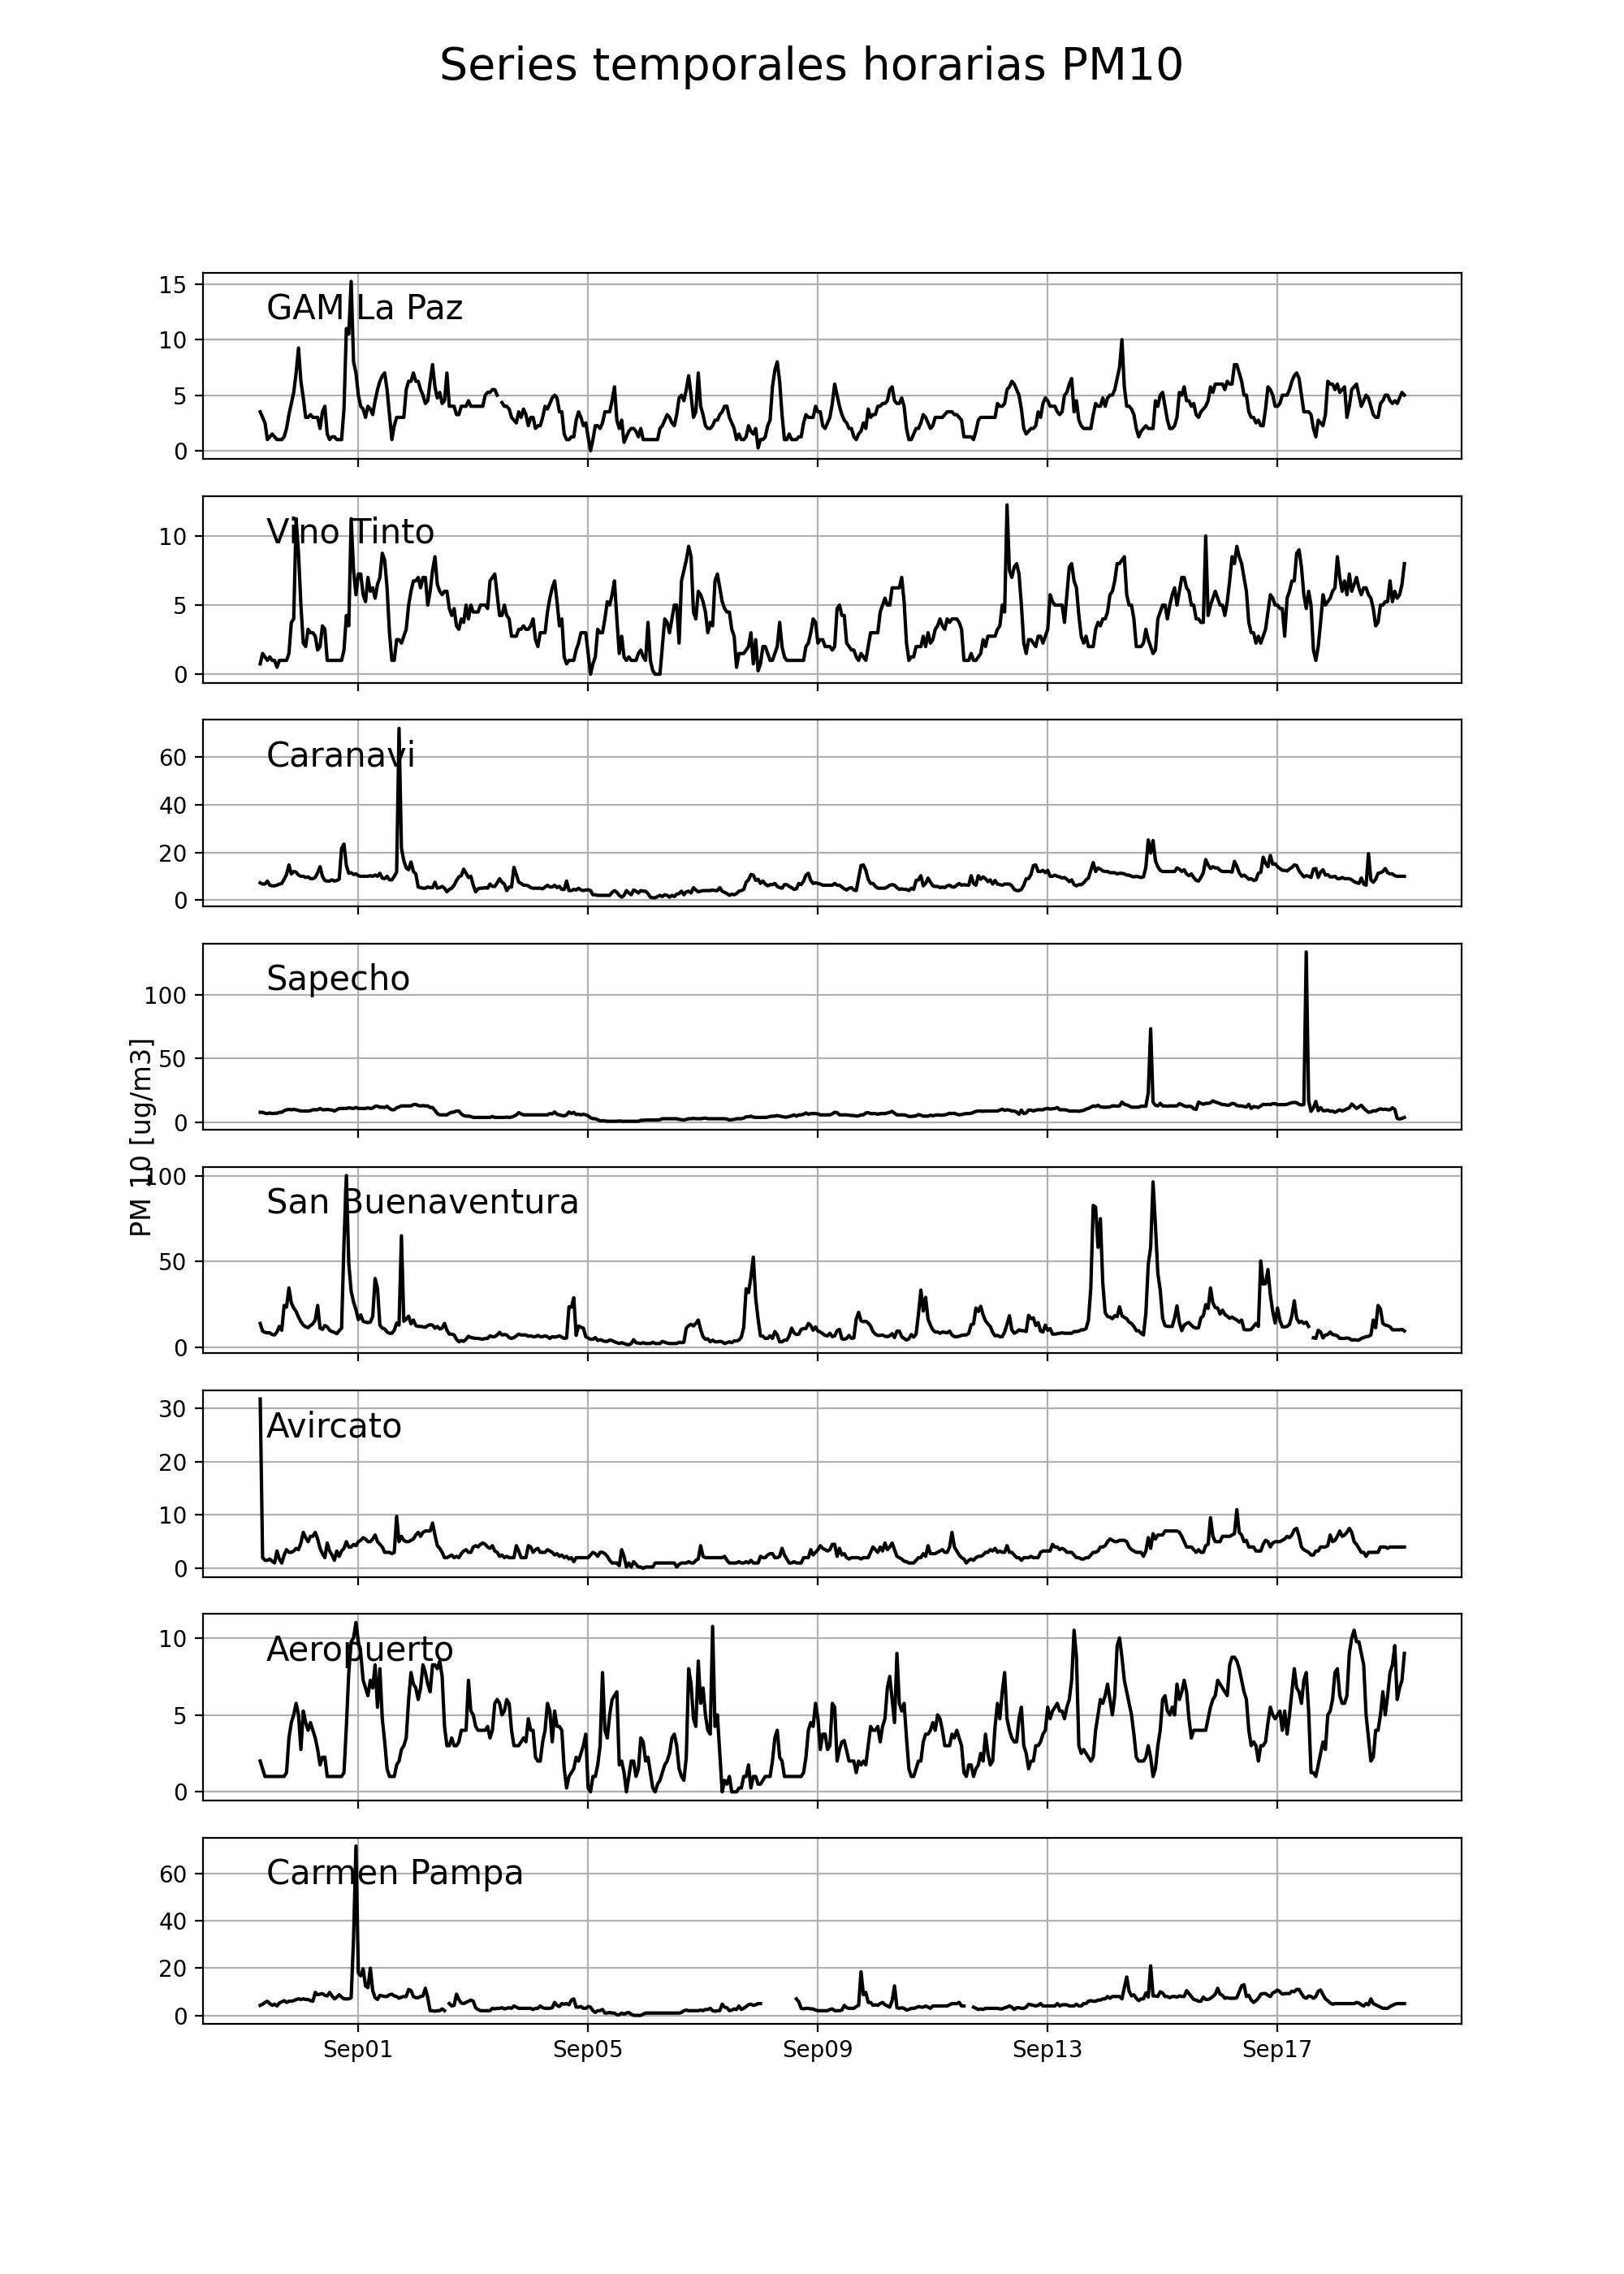 Series temporales horarias PM10
15
GAM La Paz
10
5
0
Vino Tinto
10
5
0
Caranavi
60
40
20
0
Sapecho
100
50
0
PM 10 [ug/m3]
100
San Buenaventura
50
0
30
Avircato
20
10
0
10
Aeropuerto
5
0
60
Carmen Pampa
40
20
0
Sep01 Sep05 Sep09 Sep13 Sep17